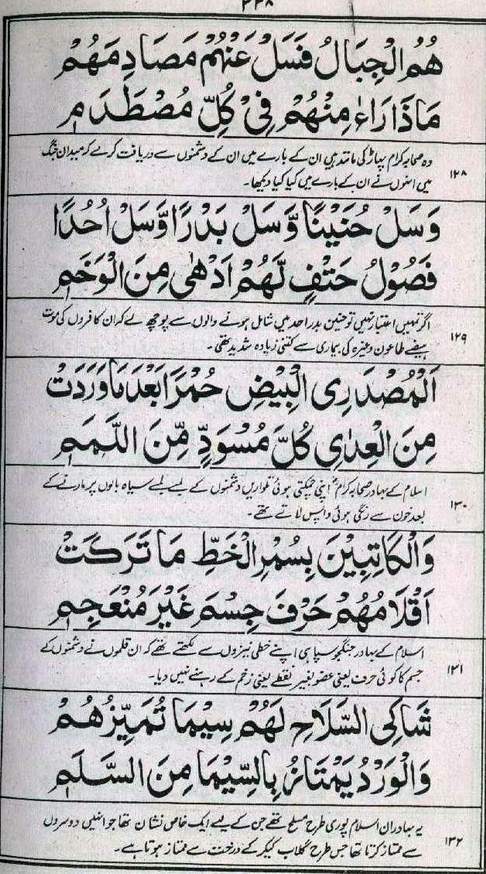 ۲۲۸
هُمُ الْجِبَالُ فَسَلْ عَنْهُمْ مَصَادِمَهُمْ
مَاذَا رَاٰءَ مِنْهُمْ فِيْ كُلِّ مُصْطَدَمٖ
وہ صحابہ کرام پہاڑ کی مانند ہیں ان کے بارے میں ان کے دشمنوں سے دریافت کرلے کہ میدان جنگ
۱۲۸ میں انہوں نے ان کے بارے میں کیا کیا دیکھا۔
وَسَلْ حُنَيْنًا وَّسَلْ بَدْرًا وَّسَلْ اُحُدًا
فَصُوْلُ حَتْفٍ لَّهُمْ اَدْهٰى مِنَ الْوَخَمٖ
اگر تمہیں اعتبار نہیں تو حنین بدر احد میں شامل ہونے والوں سے پوچھ لے کہ ان کافروں کی موت
۱۲۹ ہیضے طاعون وغیرہ کی بیماری سے کتنی زیادہ شدید تھی۔
اَلْمُصْدِرِى الْبِيْضِ حُمْرًا بَعْدَ مَا وَرَدَتْ
مِنَ الْعِدٰى كُلَّ مُسْوَدٍّ مِّنَ اللِّمَمٖ
اسلام کے بہادر صحابہ کرام اپنی چمکتی ہوئی تلواریں دشمنوں کے لمبے لمبے سیاہ بالوں پر مارنے کے
۱۳۰ بعد خون سے رنگی ہوئی واپس لاتے تھے۔
وَالْكَاتِبِيْنَ بِسُمْرِ الْخَطِّ مَا تَرَكَتْ
اَقْلَامُهُمْ حَرْفَ جِسْمٍ غَيْرَ مُنْعَجِمٖ
اسلام کے بہادر جنگجو سپاہی اپنے خطی نیزوں سے لکھتے تھے کہ ان قلموں نے دشمنوں کے
۱۳۱ جسم کا کوئی حرف یعنی عضو بغیر نقطے یعنی زخم کے رہنے نہیں دیا۔
شَاكِى السِّلَاحِ لَهُمْ سِيْمَا تُمَيِّزُهُمْ
وَالْوَرْدُ يَمْتَازُ بِالسِّيْمَا مِنَ السَّلَمٖ
یہ بہادران اسلام پوری طرح مسلح تھے جن کے لیے ایک خاص نشان تھا جو انہیں دوسروں
۱۳۲ سے ممتاز کرتا تھا جس طرح گلاب کیکر کے درخت سے ممتاز ہوتا ہے۔